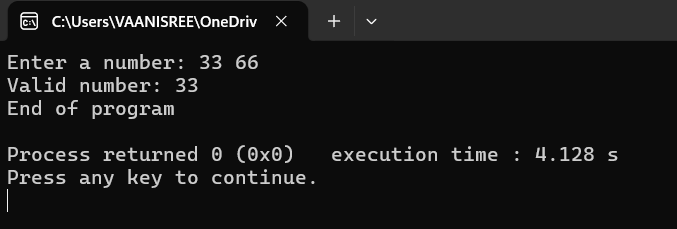 C:\Users\VAANISREE\OneDriv
Enter a number: 33 66
Valid number: 33
End of program
Process returned 0 (0x0)   execution time : 4.128 s
Press any key to continue.